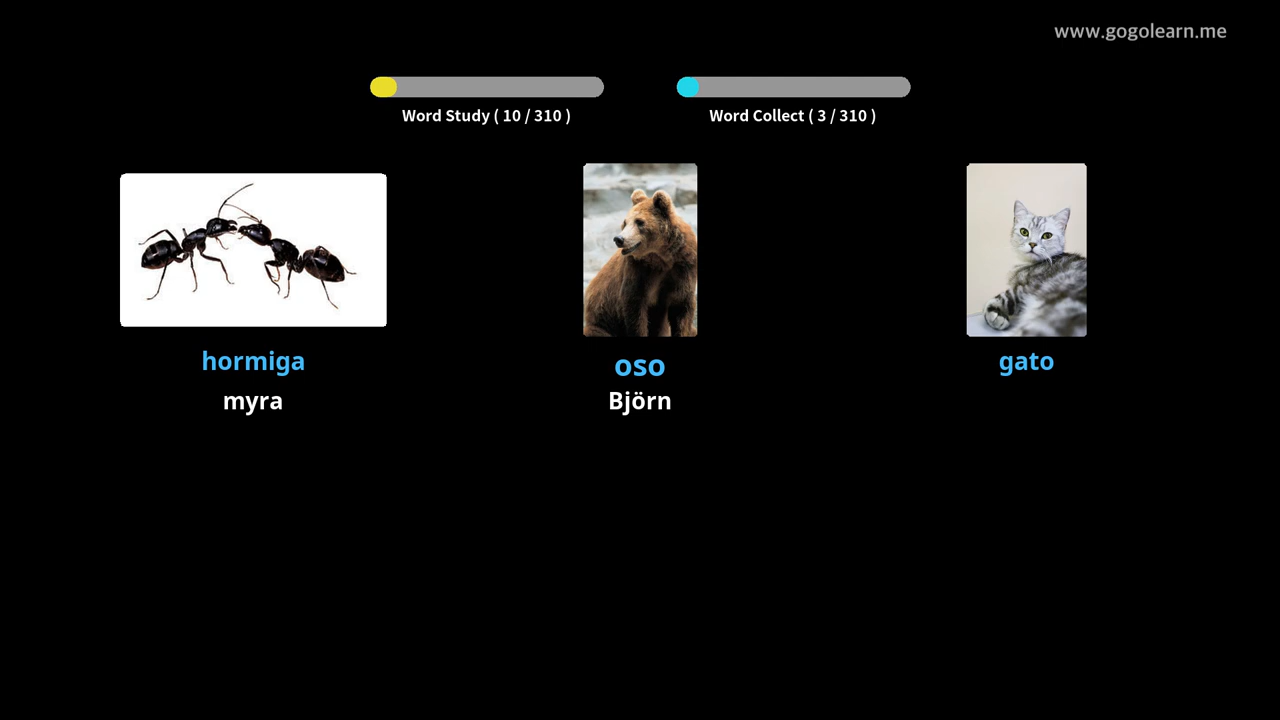 www.gogolearn.me
Word Study ( 10 / 310 )
Word Collect ( 3 / 310 )
hormiga
oso
gato
myra
Björn